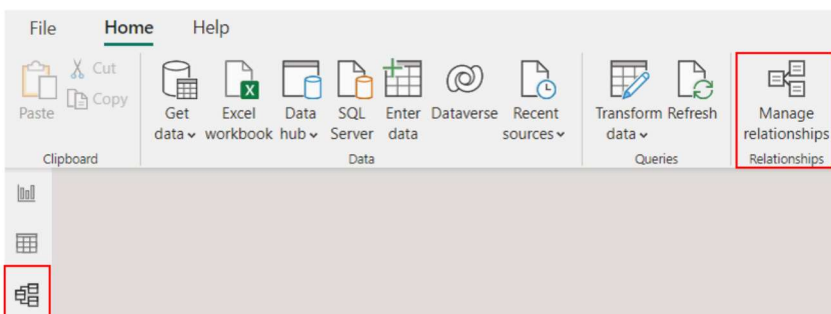 File Home Help
Cut
Copy
Paste
Get data
Excel workbook
Data hub
SQL Server
Enter data
Dataverse
Recent sources
Transform data
Refresh
Manage relationships
Clipboard
Data
Queries
Relationships